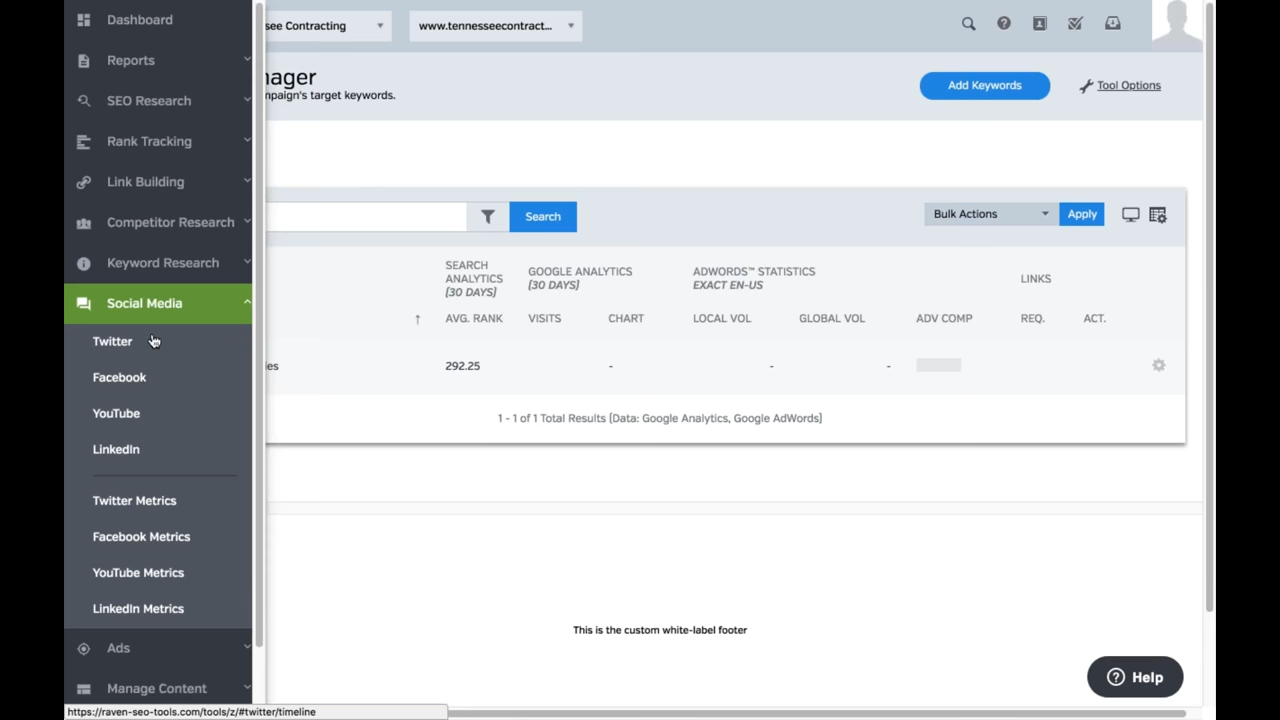 Dashboard
Reports
SEO Research
Rank Tracking
Link Building
Competitor Research
Keyword Research
Social Media
Twitter
Facebook
YouTube
LinkedIn
Twitter Metrics
Facebook Metrics
YouTube Metrics
LinkedIn Metrics
Ads
Manage Content
https://raven-seo-tools.com/tools/z/#twitter/timeline
see Contracting
www.tennesseecontract...
nager
mpaign's target keywords.
Add Keywords
Tool Options
Search
Bulk Actions
Apply
SEARCH
ANALYTICS
(30 DAYS)
GOOGLE ANALYTICS
(30 DAYS)
ADWORDS™ STATISTICS
EXACT EN-US
LINKS
↑ AVG. RANK VISITS CHART LOCAL VOL GLOBAL VOL ADV COMP REQ. ACT.
les 292.25 - - -
1 - 1 of 1 Total Results (Data: Google Analytics, Google AdWords)
This is the custom white-label footer
Help